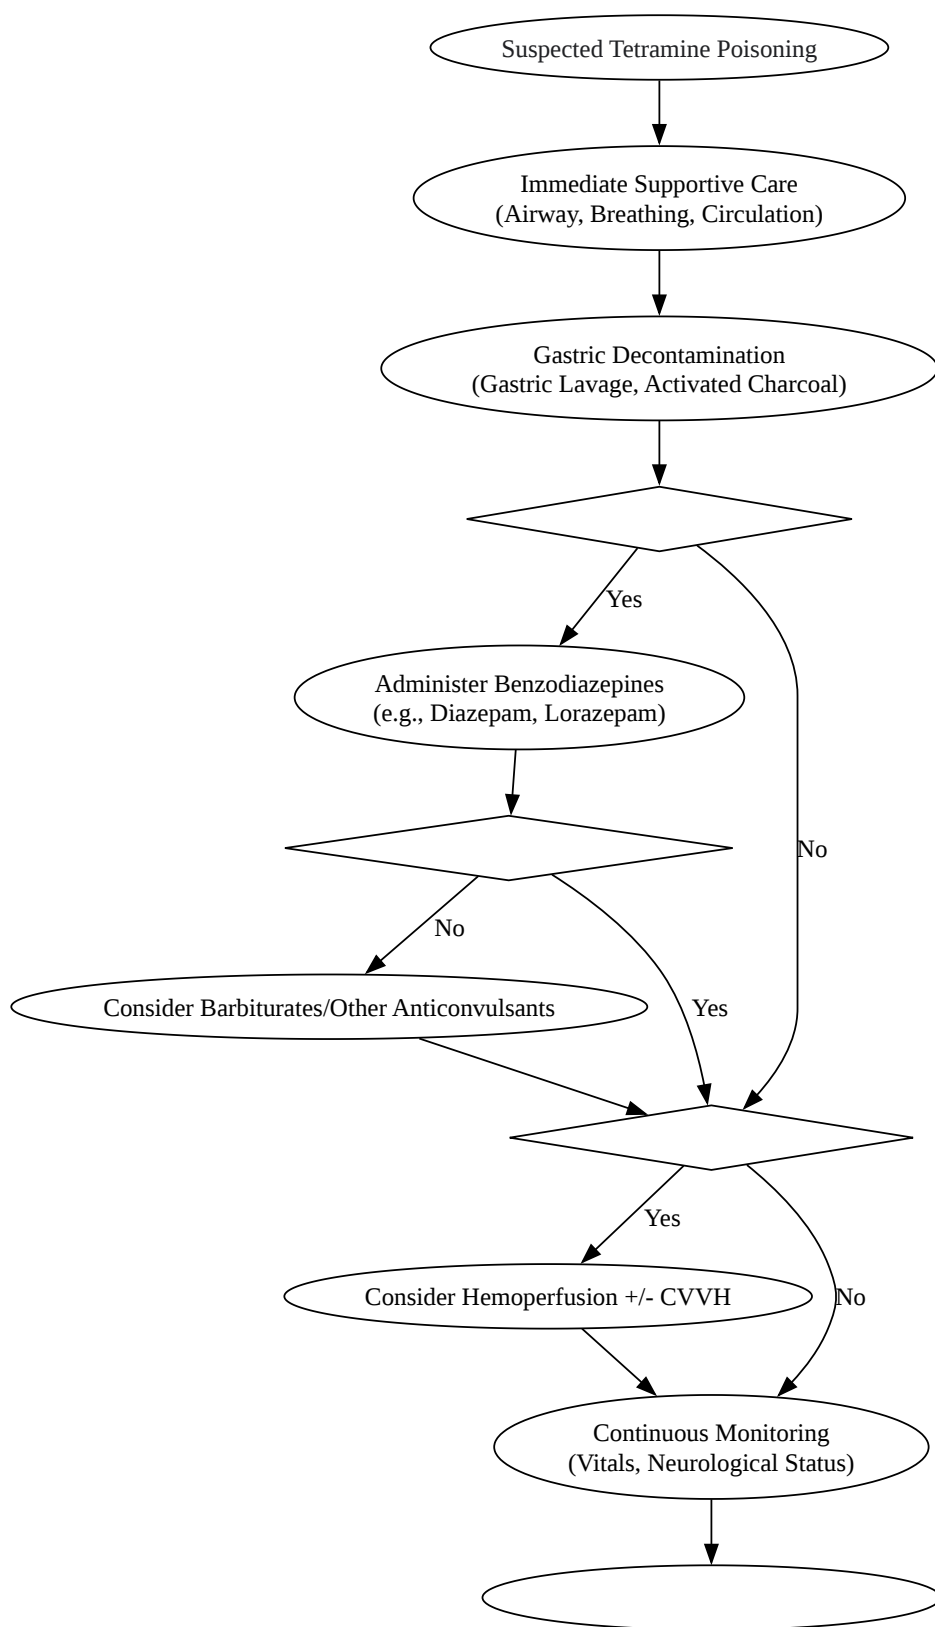 Suspected Tetramine Poisoning
Immediate Supportive Care
(Airway, Breathing, Circulation)
Gastric Decontamination
(Gastric Lavage, Activated Charcoal)
Yes
Administer Benzodiazepines
(e.g., Diazepam, Lorazepam)
No
No
Consider Barbiturates/Other Anticonvulsants
Yes
Yes
Consider Hemoperfusion +/- CVVH
No
Continuous Monitoring
(Vitals, Neurological Status)